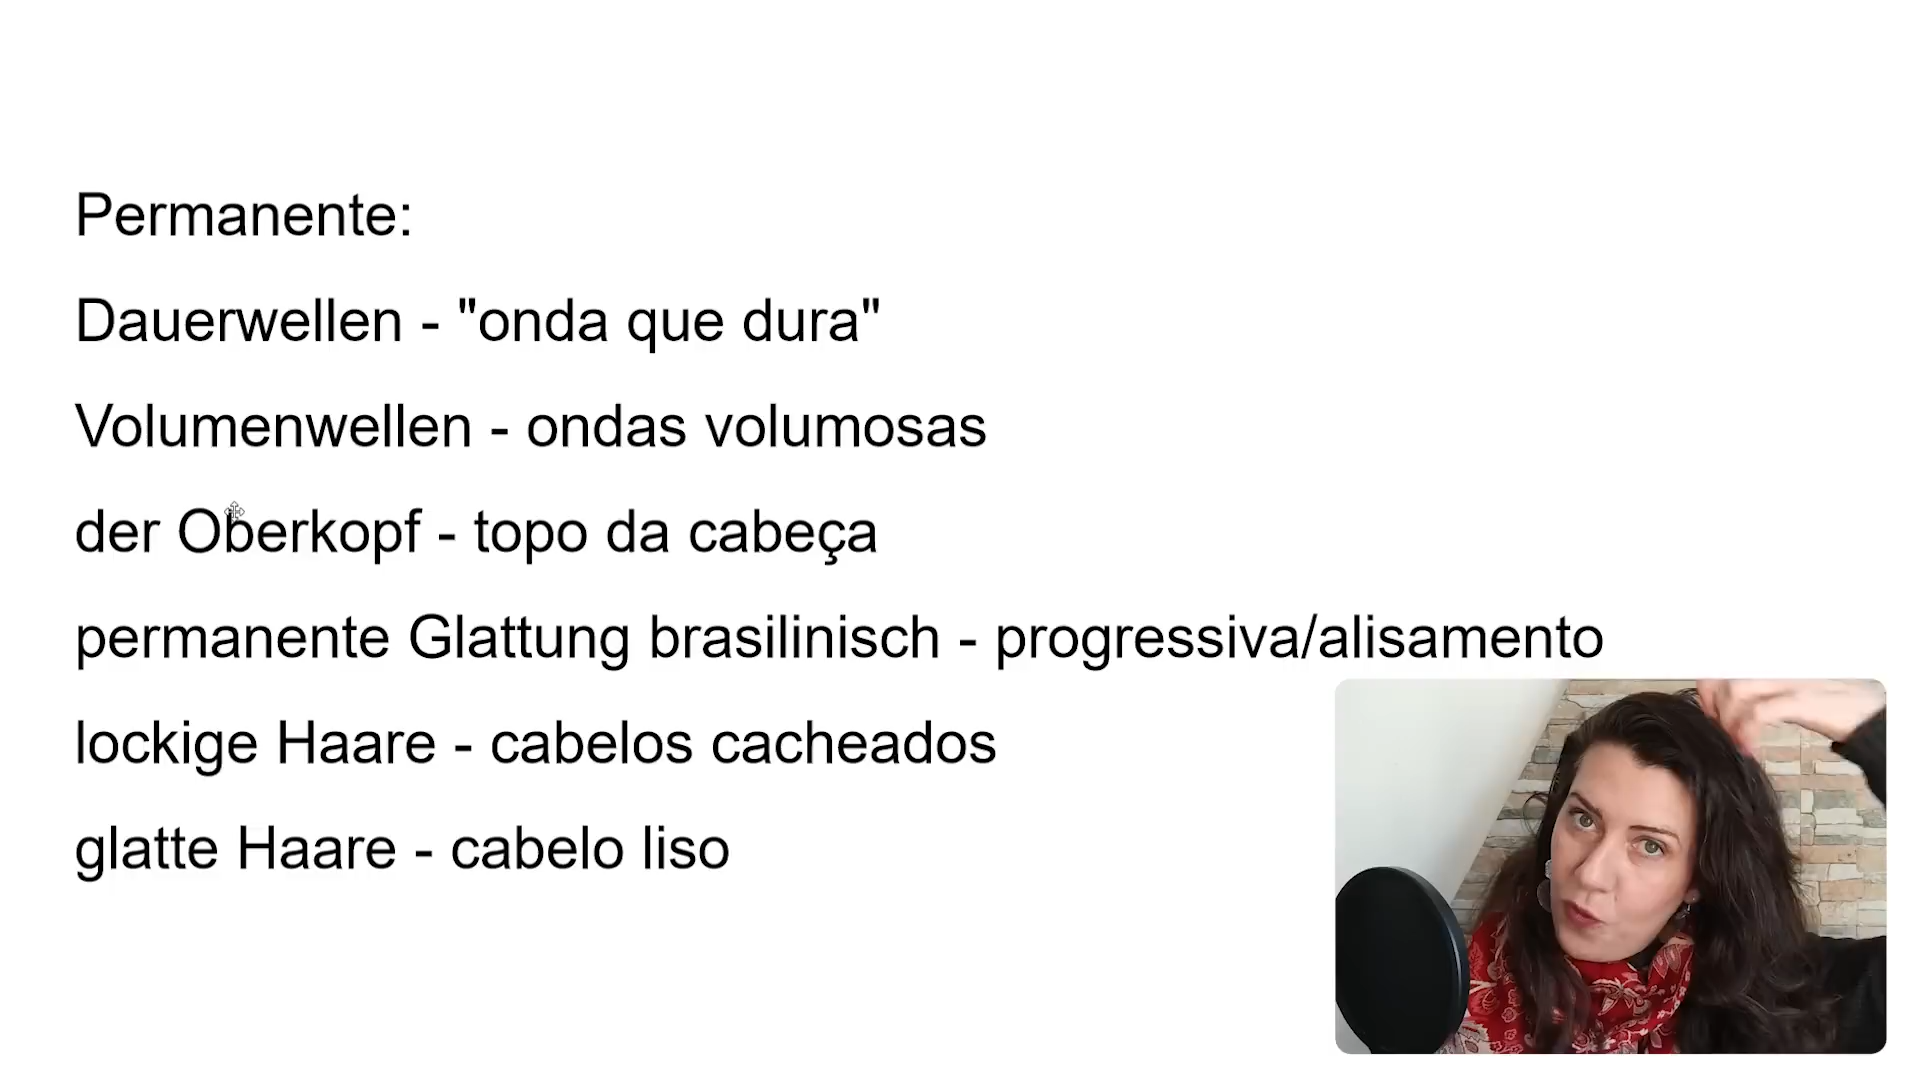 Permanente:
Dauerwellen - "onda que dura"
Volumenwellen - ondas volumosas
der Oberkopf - topo da cabeça
permanente Glattung brasilinisch - progressiva/alisamento
lockige Haare - cabelos cacheados
glatte Haare - cabelo liso